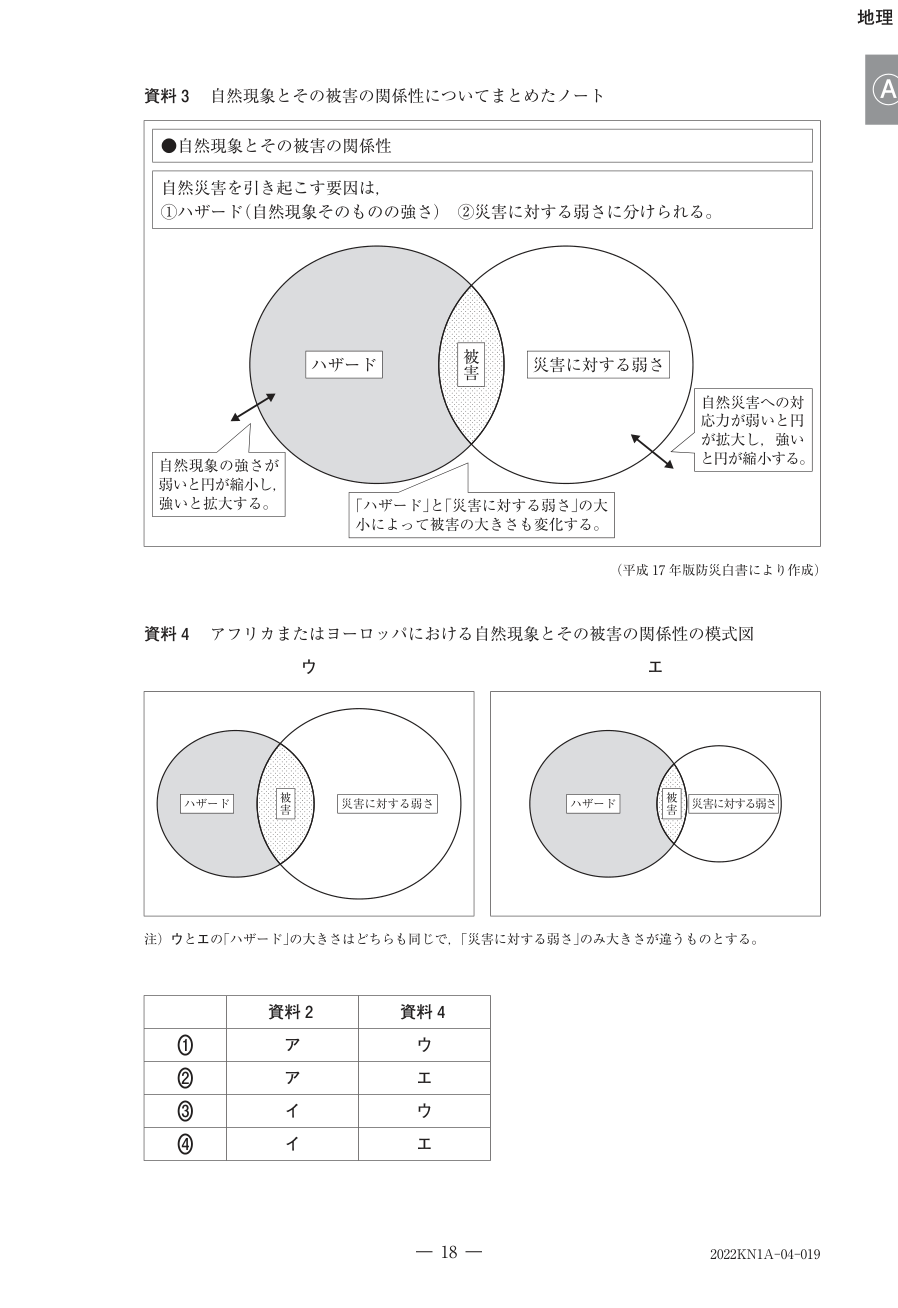 地理
Ⓐ
資料3 自然現象とその被害の関係性についてまとめたノート
●自然現象とその被害の関係性
自然災害を引き起こす要因は,
①ハザード(自然現象そのものの強さ) ②災害に対する弱さに分けられる。
ハザード
被害
災害に対する弱さ
自然災害への対
応力が弱いと円
が拡大し,強い
と円が縮小する。
自然現象の強さが
弱いと円が縮小し,
強いと拡大する。
「ハザード」と「災害に対する弱さ」の大
小によって被害の大きさも変化する。
(平成17年版防災白書により作成)
資料4 アフリカまたはヨーロッパにおける自然現象とその被害の関係性の模式図
ウ
エ
ハザード
被害
災害に対する弱さ
ハザード
被害
災害に対する弱さ
注) ウとエの「ハザード」の大きさはどちらも同じで,「災害に対する弱さ」のみ大きさが違うものとする。
資料2 資料4
① ア ウ
② ア エ
③ イ ウ
④ イ エ
— 18 —
2022KN1A-04-019